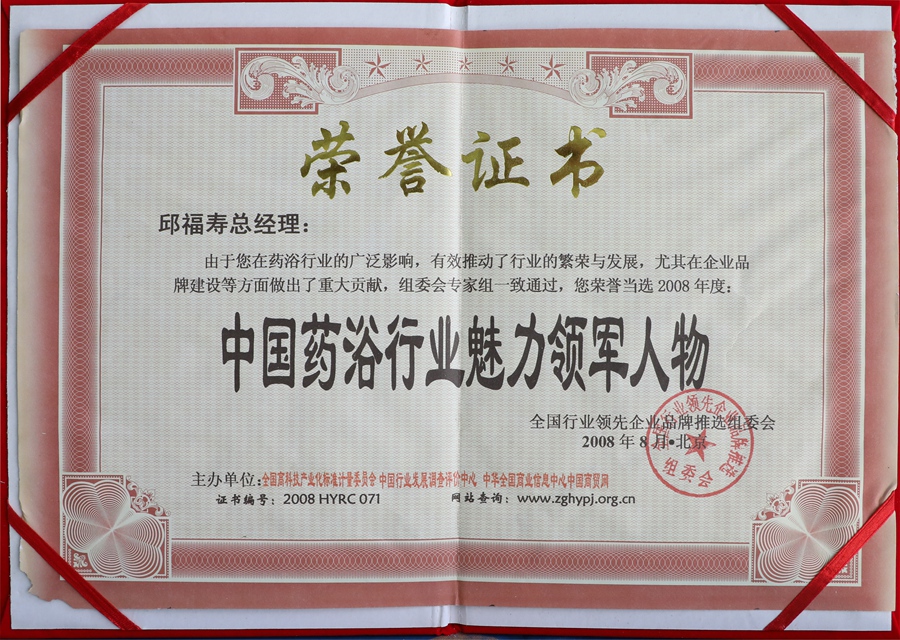 荣誉证书
邱福寿总经理：
由于您在药浴行业的广泛影响，有效推动了行业的繁荣与发展，尤其在企业品
牌建设等方面做出了重大贡献，组委会专家组一致通过，您荣誉当选 2008 年度：
中国药浴行业魅力领军人物
全国行业领先企业品牌推选组委会
2008 年 8 月·北京
组委会
主办单位：全国商科技产业化标准计量委员会 中国行业发展调查评价中心 中华全国商业信息中心中国商贸网
证书编号：2008 HYRC 071 网站查询：www.zghypj.org.cn